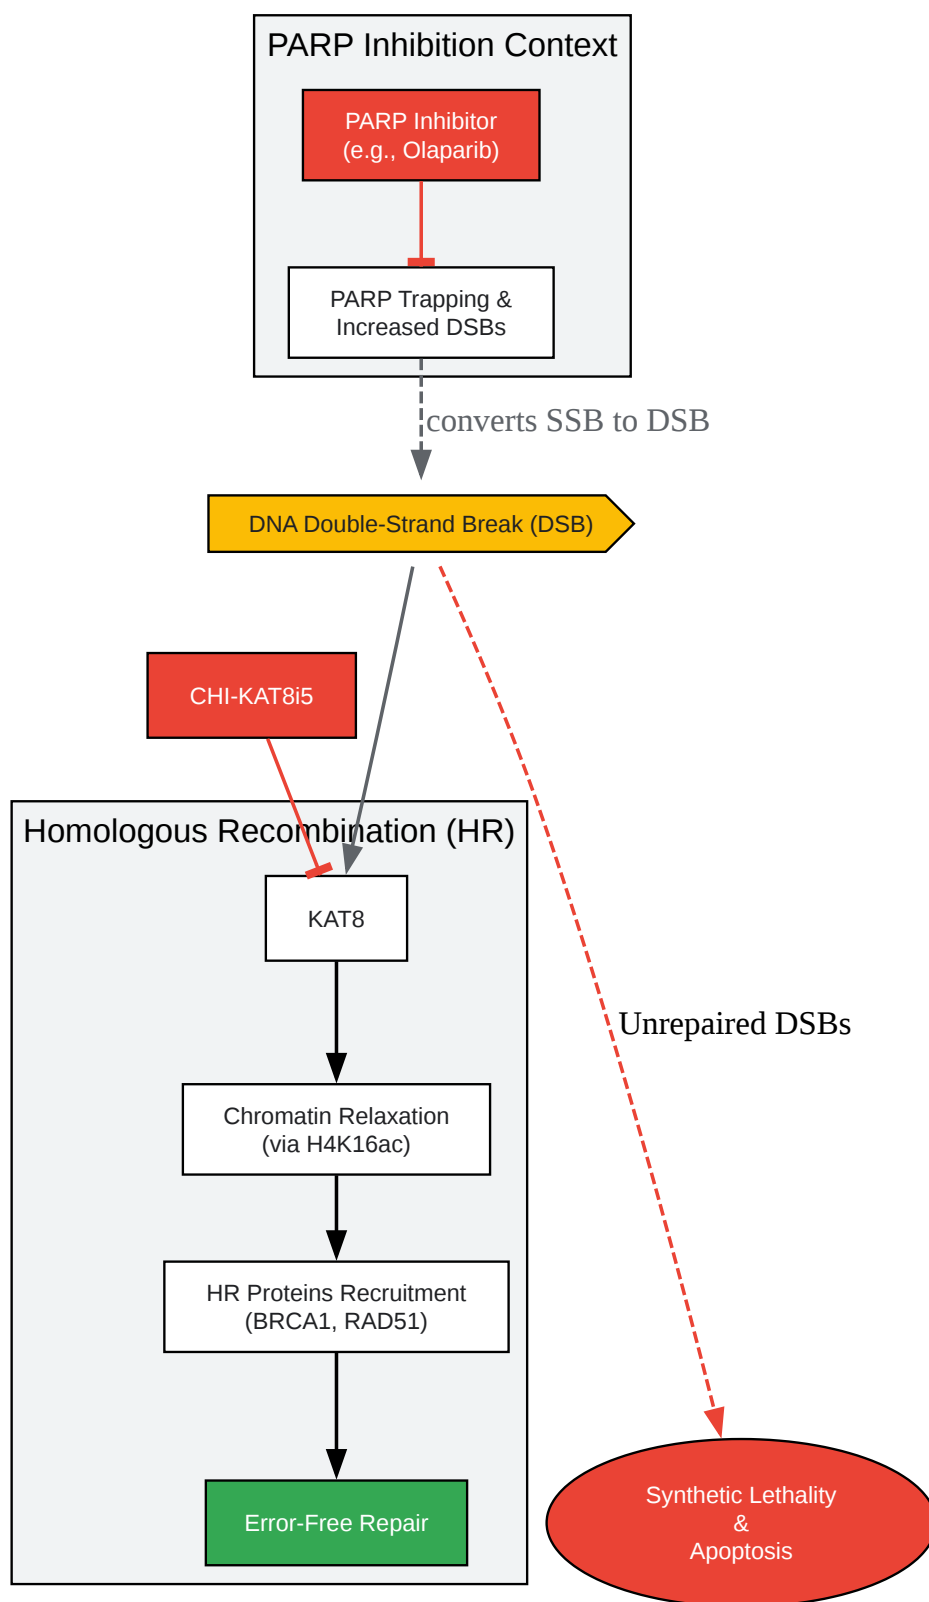 PARP Inhibition Context
PARP Inhibitor
(e.g., Olaparib)
PARP Trapping &
Increased DSBs
converts SSB to DSB
DNA Double-Strand Break (DSB)
CHI-KAT8i5
Homologous Recombination (HR)
KAT8
Unrepaired DSBs
Chromatin Relaxation
(via H4K16ac)
HR Proteins Recruitment
(BRCA1, RAD51)
Error-Free Repair
Synthetic Lethality
&
Apoptosis